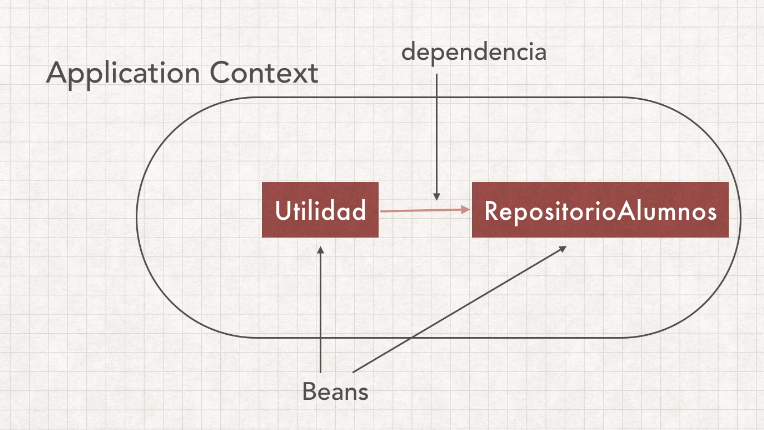 dependencia
Application Context
Utilidad
RepositorioAlumnos
Beans